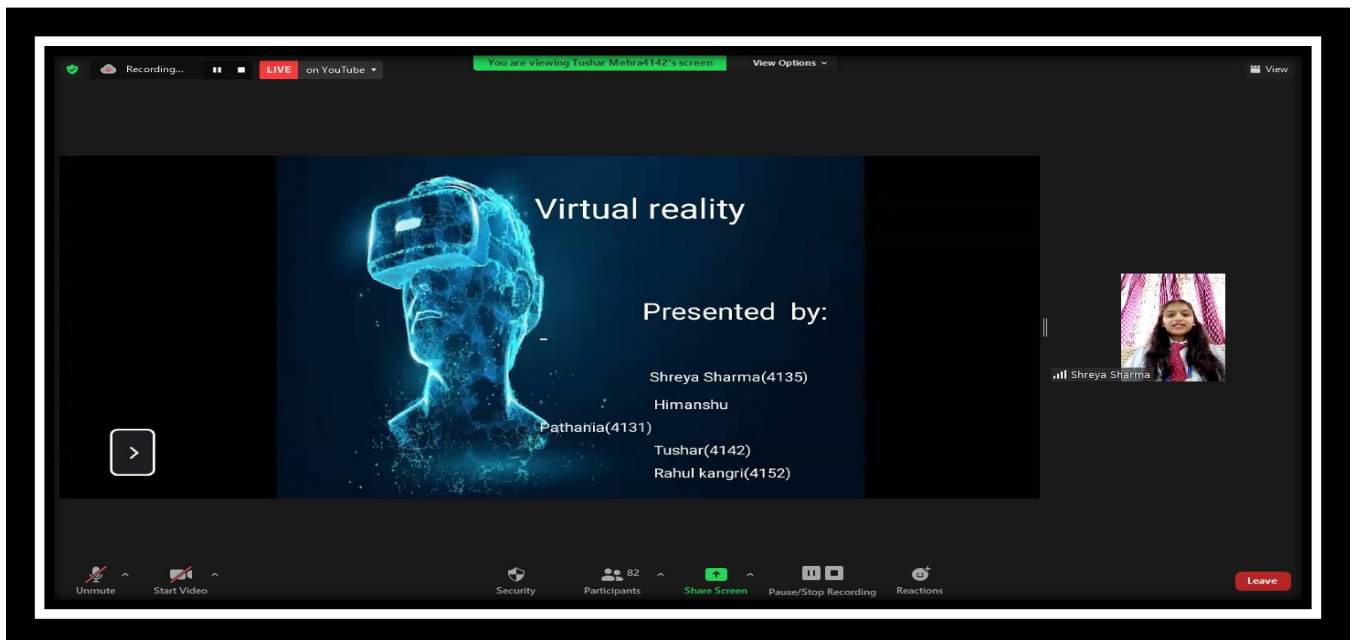 Recording...
LIVE on YouTube
You are viewing Tushar Mehra4142's screen
View Options
View
Virtual reality
Presented by:
-
Shreya Sharma(4135)
Himanshu
Pathania(4131)
Tushar(4142)
Rahul kangri(4152)
Shreya Sharma
Unmute
Start Video
Security
82
Participants
Share Screen
Pause/Stop Recording
Reactions
Leave